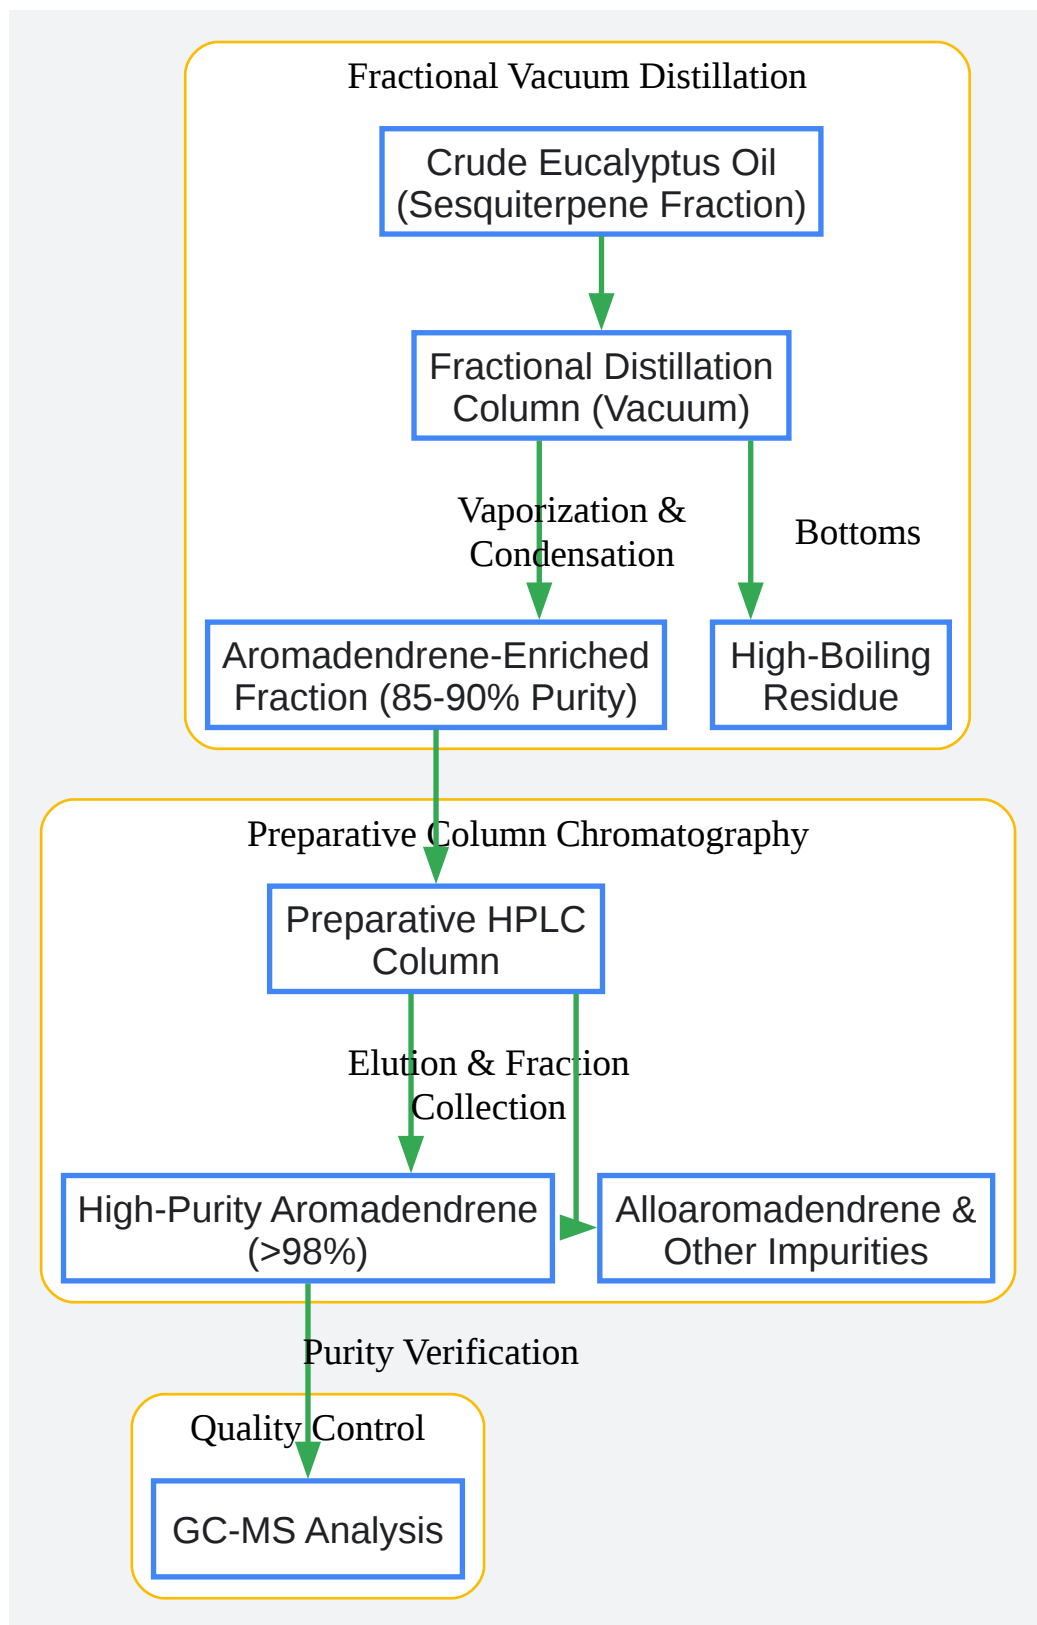 Fractional Vacuum Distillation
Crude Eucalyptus Oil
(Sesquiterpene Fraction)
Fractional Distillation
Column (Vacuum)
Vaporization &
Condensation
Bottoms
Aromadendrene-Enriched
Fraction (85-90% Purity)
High-Boiling
Residue
Preparative Column Chromatography
Preparative HPLC
Column
Elution & Fraction
Collection
High-Purity Aromadendrene
(>98%)
Alloaromadendrene &
Other Impurities
Purity Verification
Quality Control
GC-MS Analysis